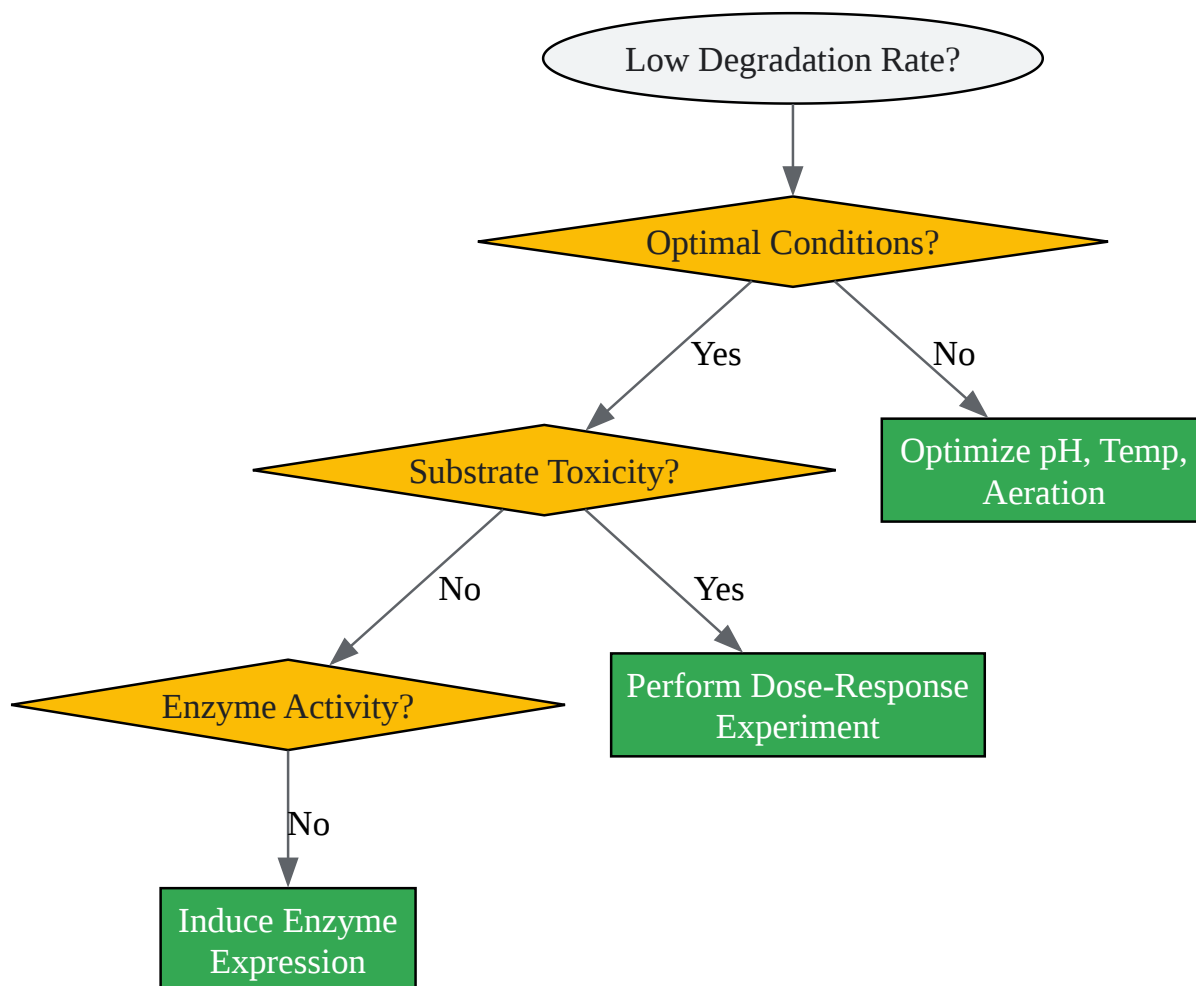 Low Degradation Rate?
Optimal Conditions?
Yes
No
Optimize pH, Temp,
Aeration
Substrate Toxicity?
No
Yes
Perform Dose-Response
Experiment
Enzyme Activity?
No
Induce Enzyme
Expression